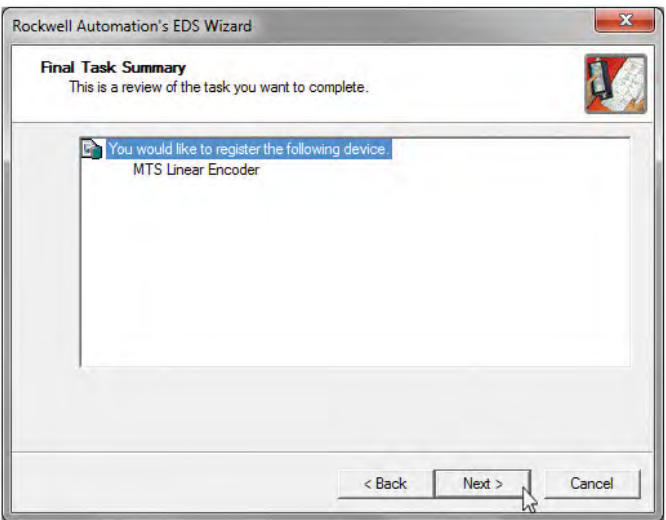 Rockwell Automation's EDS Wizard
Final Task Summary
This is a review of the task you want to complete.
You would like to register the following device.
MTS Linear Encoder
< Back
Next >
Cancel